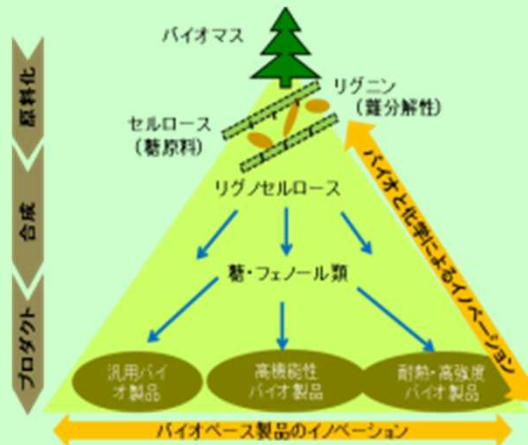 バイオマス
リグニン
(難分解性)
セルロース
(糖原料)
リグノセルロース
糖・フェノール類
汎用バイ
オ製品
高機能性
バイオ製品
耐熱・高強度
バイオ製品
バイオベース製品のイノベーション
バイオと化学によるイノベーション
原料化
合成
プロダクト